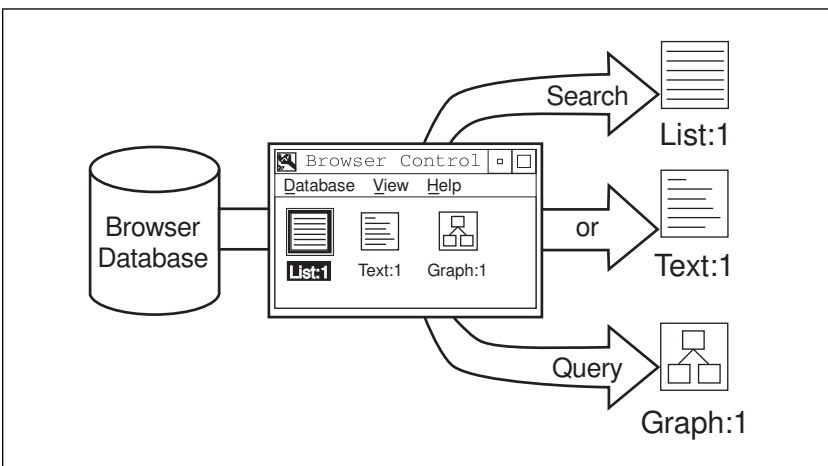 Browser
Database
Browser Control
Database View Help
List:1 Text:1 Graph:1
Search
List:1
or
Text:1
Query
Graph:1